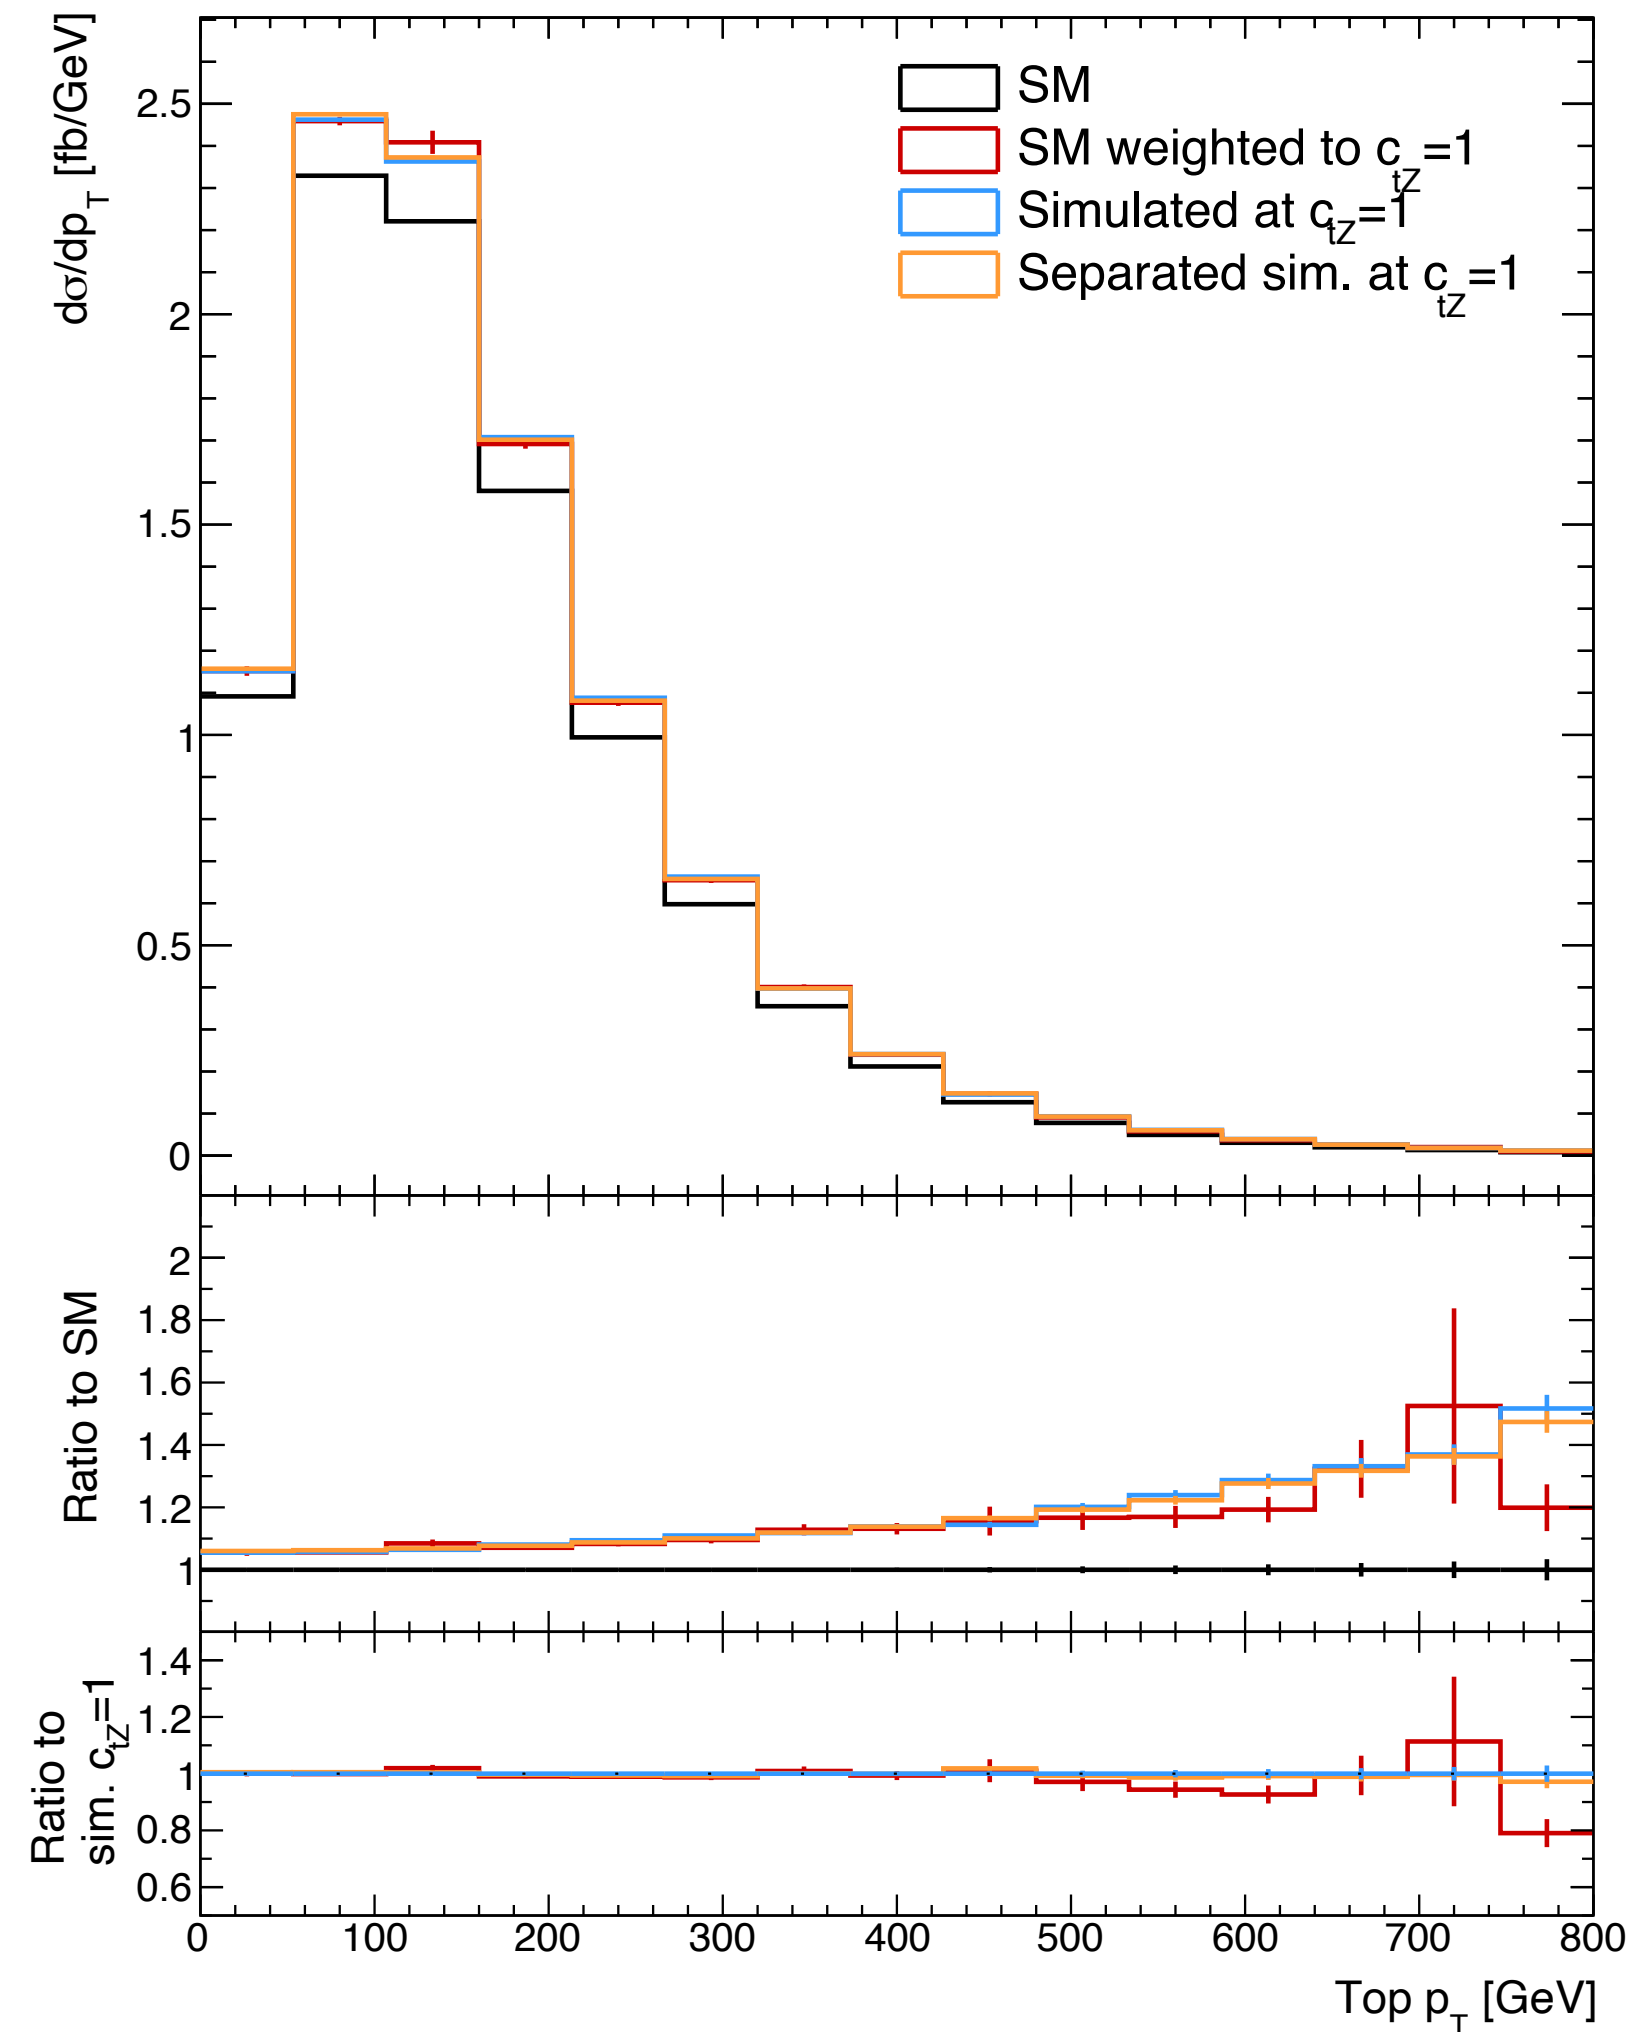 dσ/dp_T [fb/GeV]
2.5
2
1.5
1
0.5
0
SM
SM weighted to c_tZ=1
Simulated at c_tZ=1
Separated sim. at c_tZ=1
Ratio to SM
2
1.8
1.6
1.4
1.2
1
Ratio to
sim. c_tZ=1
1.4
1.2
1
0.8
0.6
0 100 200 300 400 500 600 700 800
Top p_T [GeV]